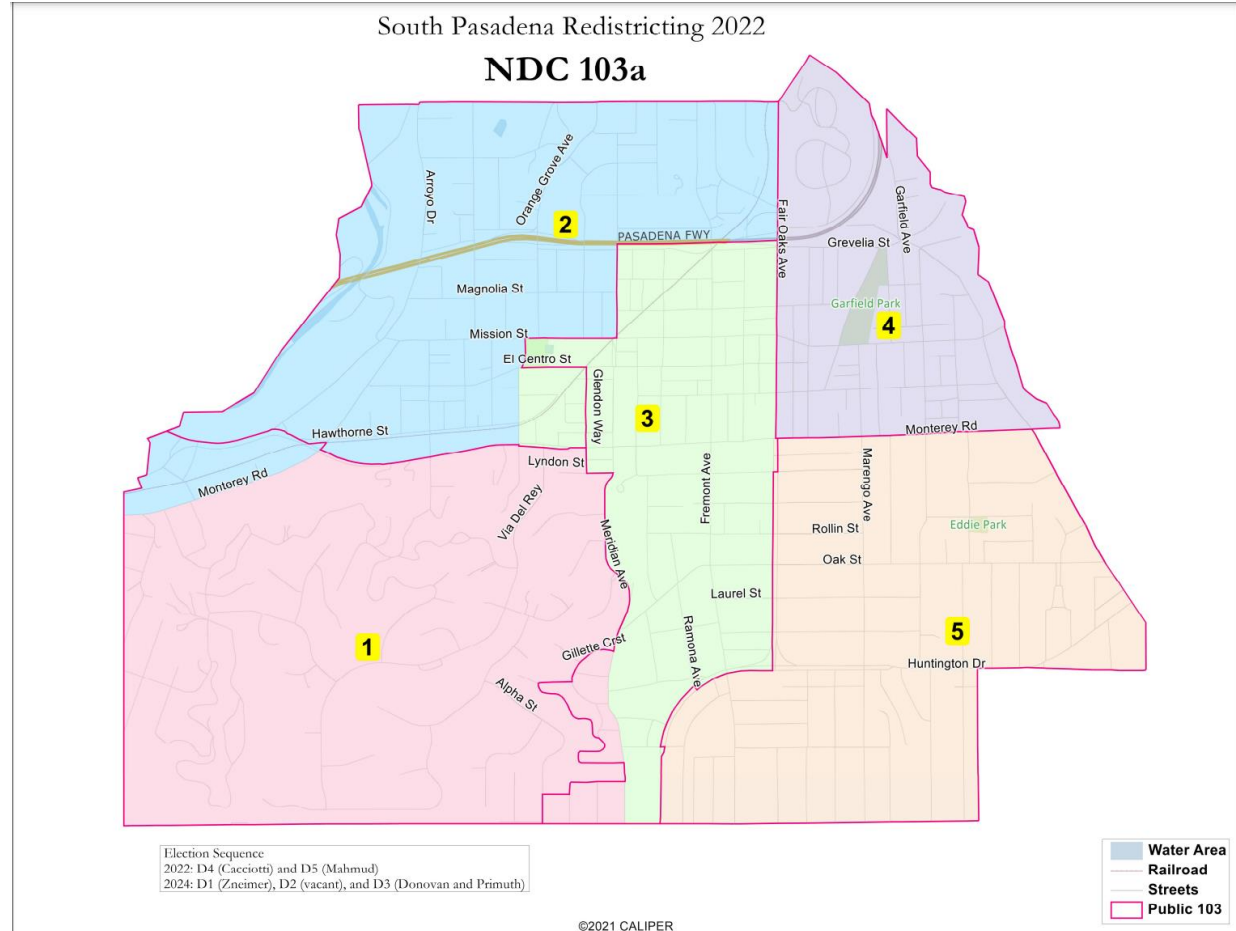 South Pasadena Redistricting 2022
NDC 103a
Arroyo Dr
Orange Grove Ave
2
PASADENA FWY
Fair Oaks Ave
Garfield Ave
Grevelia St
Magnolia St
Garfield Park
4
Mission St
El Centro St
Glendon Way
3
Hawthorne St
Monterey Rd
Lyndon St
Monterey Rd
Via Del Rey
Fremont Ave
Marengo Ave
Rollin St
Eddie Park
Meridian Ave
Oak St
Laurel St
1
Gillette Crst
Ramona Ave
5
Huntington Dr
Alpha St
Election Sequence
2022: D4 (Cacciotti) and D5 (Mahmud)
2024: D1 (Zneimer), D2 (vacant), and D3 (Donovan and Primuth)
Water Area
Railroad
Streets
Public 103
©2021 CALIPER